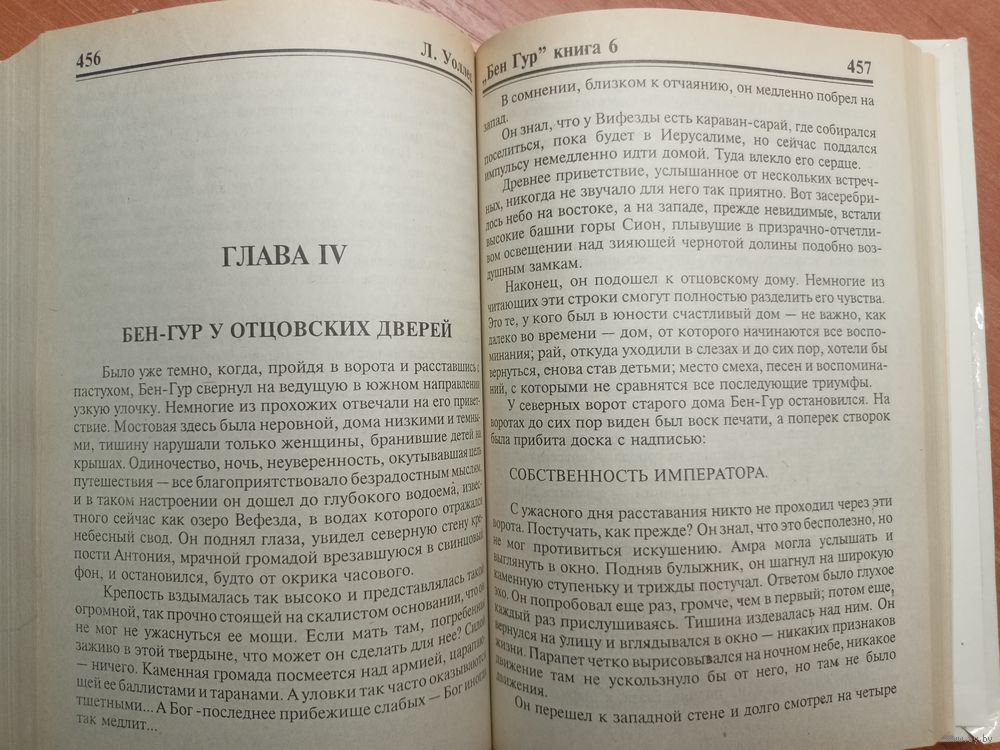 456
Л. Уоллес
ГЛАВА IV
БЕН-ГУР У ОТЦОВСКИХ ДВЕРЕЙ
Было уже темно, когда, пройдя в ворота и расставшись с
пастухом, Бен-Гур свернул на ведущую в южном направлении
узкую улочку. Немногие из прохожих отвечали на его привет-
ствие. Мостовая здесь была неровной, дома низкими и темны-
ми, тишину нарушали только женщины, бранившие детей на
крышах. Одиночество, ночь, неуверенность, окутывавшая цель
путешествия — все благоприятствовало безрадостным мыслям,
и в таком настроении он дошел до глубокого водоема, извес-
тного сейчас как озеро Вефезда, в водах которого отражался
небесный свод. Он поднял глаза, увидел северную стену кре-
пости Антония, мрачной громадой врезавшуюся в свинцовый
фон, и остановился, будто от окрика часового.
Крепость вздымалась так высоко и представлялась такой
огромной, так прочно стоящей на скалистом основании, что он
не мог не ужаснуться ее мощи. Если мать там, погребенная
заживо в этой твердыне, что может он сделать для нее? Силой
— ничего. Каменная громада посмеется над армией, царапаю-
щей ее баллистами и таранами. А уловки так часто оказываются
тщетными... А Бог -последнее прибежище слабых — Бог иногда
так медлит...
„Бен Гур” книга 6
457
В сомнении, близком к отчаянию, он медленно побрел на
запад.
Он знал, что у Вифезды есть караван-сарай, где собирался
поселиться, пока будет в Иерусалиме, но сейчас поддался
импульсу немедленно идти домой. Туда влекло его сердце.
Древнее приветствие, услышанное от нескольких встреч-
ных, никогда не звучало для него так приятно. Вот засеребри-
лось небо на востоке, а на западе, прежде невидимые, встали
высокие башни горы Сион, плывущие в призрачно-отчетли-
вом освещении над зияющей чернотой долины подобно воз-
душным замкам.
Наконец, он подошел к отцовскому дому. Немногие из
читающих эти строки смогут полностью разделить его чувства.
Это те, у кого был в юности счастливый дом — не важно, как
далеко во времени — дом, от которого начинаются все воспо-
минания; рай, откуда уходили в слезах и до сих пор, хотели бы
вернуться, енова став детьми; место смеха, песен и воспомина-
ний, с которыми не сравнятся все последующие триумфы.
У северных ворот старого дома Бен-Гур остановился. На
воротах до сих пор виден был воск печати, а поперек створок
была прибита доска с надписью:
СОБСТВЕННОСТЬ ИМПЕРАТОРА.
С ужасного дня расставания никто не проходил через эти
ворота. Постучать, как прежде? Он знал, что это бесполезно, но
не мог противиться искушению. Амра могла услышать и
выглянуть в окно. Подняв булыжник, он шагнул на широкую
каменную ступеньку и трижды постучал. Ответом было глухое
эхо. Он попробовал еще раз, громче, чем в первый; потом еще,
каждый раз прислушиваясь. Тишина издевалась над ним. Он
вернулся на улицу и вглядывался в окно — никаких признаков
жизни. Парапет четко вырисовывался на ночном небе, никакое
движение там не ускользнуло бы от него, но там не было
движения.
Он перешел к западной стене и долго смотрел на четыре